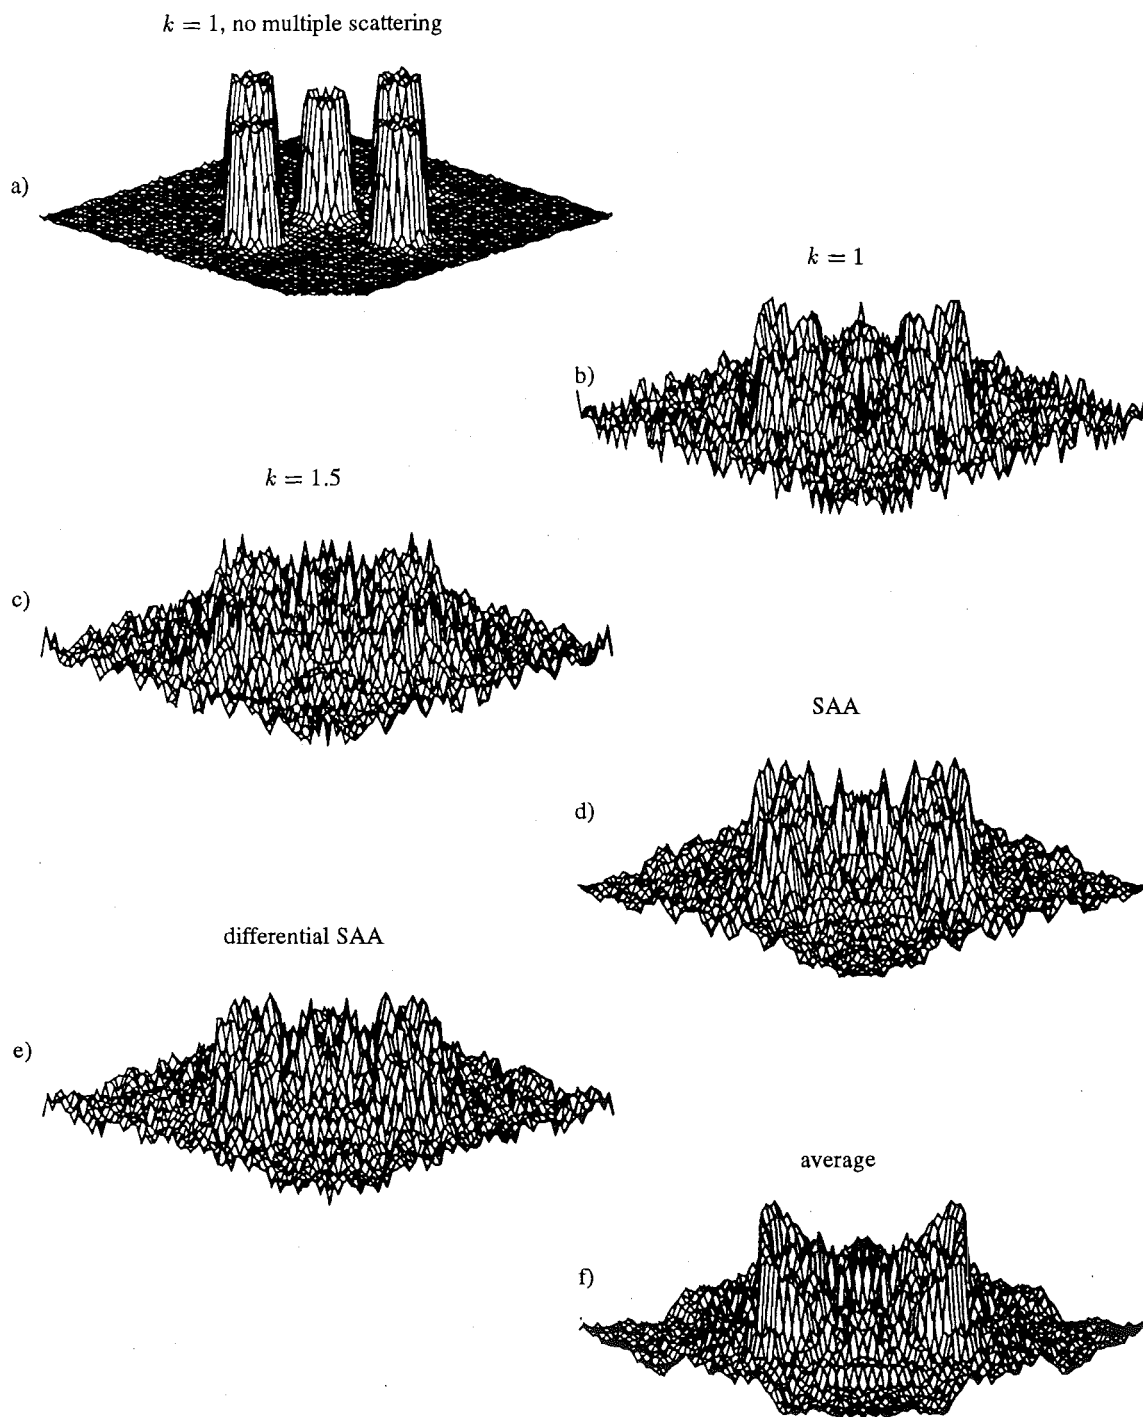 k = 1, no multiple scattering
a)
k = 1
b)
k = 1.5
c)
SAA
d)
differential SAA
e)
average
f)